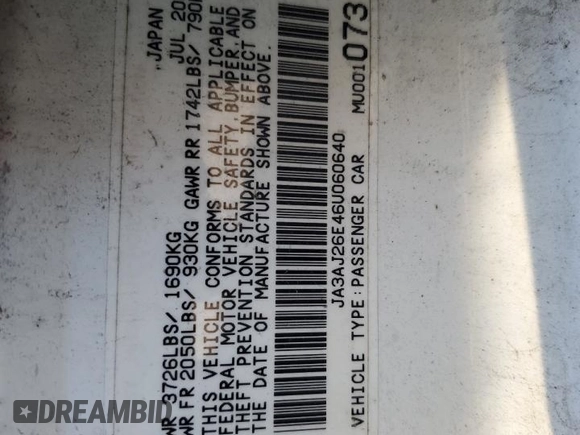 JAPAN
JUL 20
WR 3726LBS/ 1690KG
WR FR 2050LBS/ 930KG GAWR RR 1742LBS/ 790
THIS VEHICLE CONFORMS TO ALL APPLICABLE
FEDERAL MOTOR VEHICLE SAFETY, BUMPER, AND
THEFT PREVENTION STANDARDS IN EFFECT ON
THE DATE OF MANUFACTURE SHOWN ABOVE.
JA3AJ26E46U060640
VEHICLE TYPE:PASSENGER CAR MU001073
DREAMBID